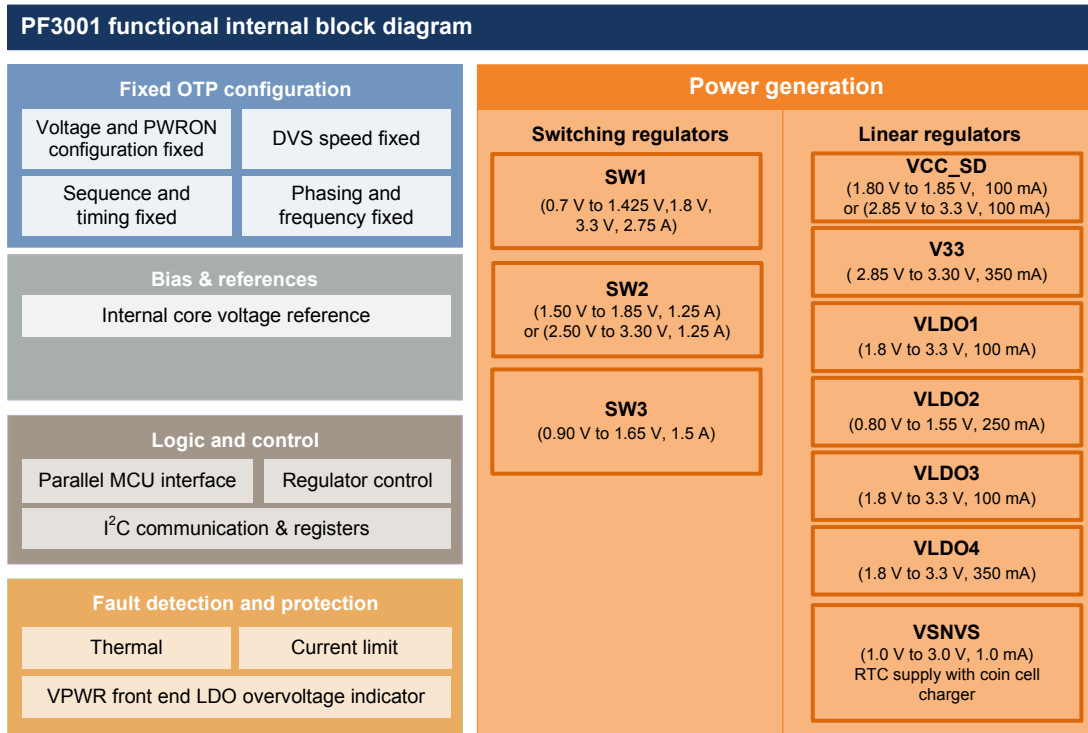 PF3001 functional internal block diagram
Fixed OTP configuration
Voltage and PWRON
configuration fixed
DVS speed fixed
Sequence and
timing fixed
Phasing and
frequency fixed
Bias & references
Internal core voltage reference
Logic and control
Parallel MCU interface
Regulator control
I²C communication & registers
Fault detection and protection
Thermal
Current limit
VPWR front end LDO overvoltage indicator
Power generation
Switching regulators
SW1
(0.7 V to 1.425 V,1.8 V,
3.3 V, 2.75 A)
SW2
(1.50 V to 1.85 V, 1.25 A)
or (2.50 V to 3.30 V, 1.25 A)
SW3
(0.90 V to 1.65 V, 1.5 A)
Linear regulators
VCC_SD
(1.80 V to 1.85 V, 100 mA)
or (2.85 V to 3.3 V, 100 mA)
V33
( 2.85 V to 3.30 V, 350 mA)
VLDO1
(1.8 V to 3.3 V, 100 mA)
VLDO2
(0.80 V to 1.55 V, 250 mA)
VLDO3
(1.8 V to 3.3 V, 100 mA)
VLDO4
(1.8 V to 3.3 V, 350 mA)
VSNVS
(1.0 V to 3.0 V, 1.0 mA)
RTC supply with coin cell
charger